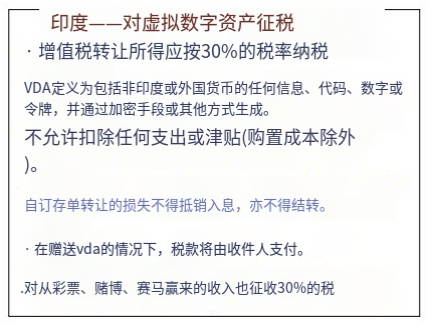 印度——对虚拟数字资产征税
· 增值税转让所得应按30%的税率纳税
VDA定义为包括非印度或外国货币的任何信息、代码、数字或
令牌，并通过加密手段或其他方式生成。
不允许扣除任何支出或津贴(购置成本除外
)。
自订存单转让的损失不得抵销入息，亦不得结转。
· 在赠送vda的情况下，税款将由收件人支付。
.对从彩票、赌博、赛马赢来的收入也征收30%的税